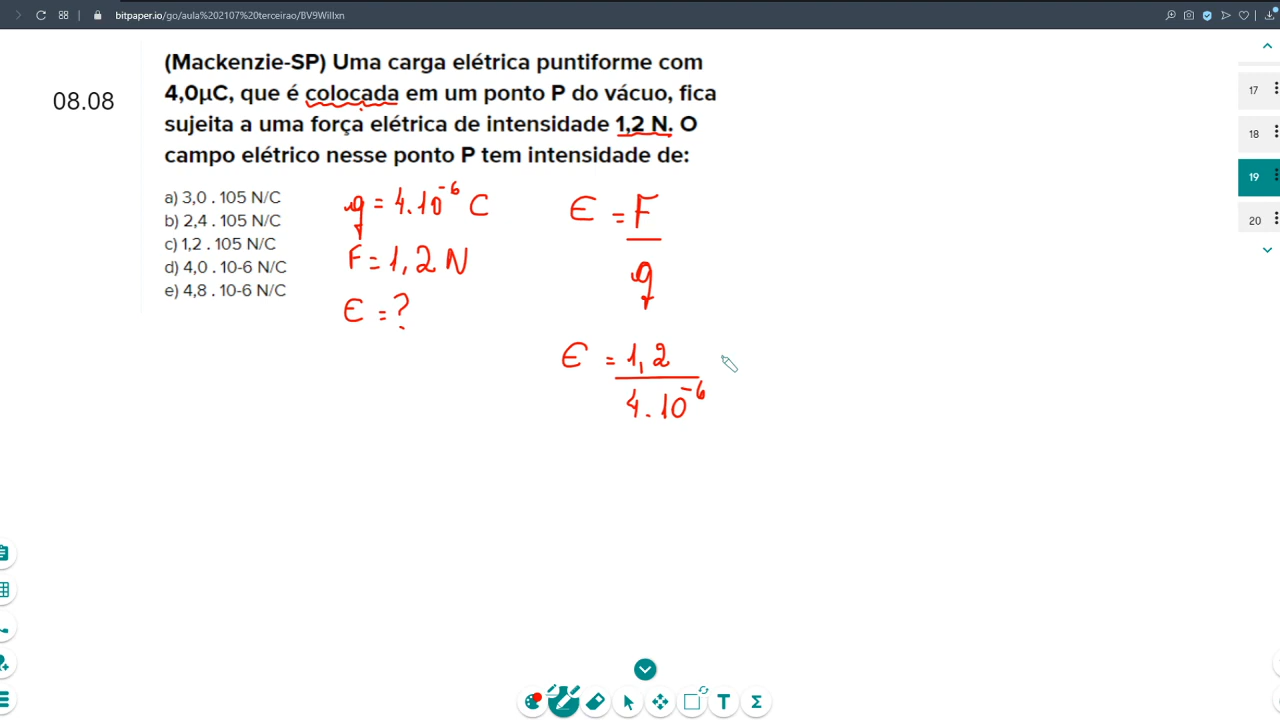 bitpaper.io/go/aula%202107%20terceirao/BV9WiIlxn
08.08
(Mackenzie-SP) Uma carga elétrica puntiforme com
4,0μC, que é colocada em um ponto P do vácuo, fica
sujeita a uma força elétrica de intensidade 1,2 N. O
campo elétrico nesse ponto P tem intensidade de:
a) 3,0 . 105 N/C
b) 2,4 . 105 N/C
c) 1,2 . 105 N/C
d) 4,0 . 10-6 N/C
e) 4,8 . 10-6 N/C
q = 4.10⁻⁶ C
F = 1,2 N
E = ?
E = F
q
E = 1,2
4.10⁻⁶
17
18
19
20
T
Σ